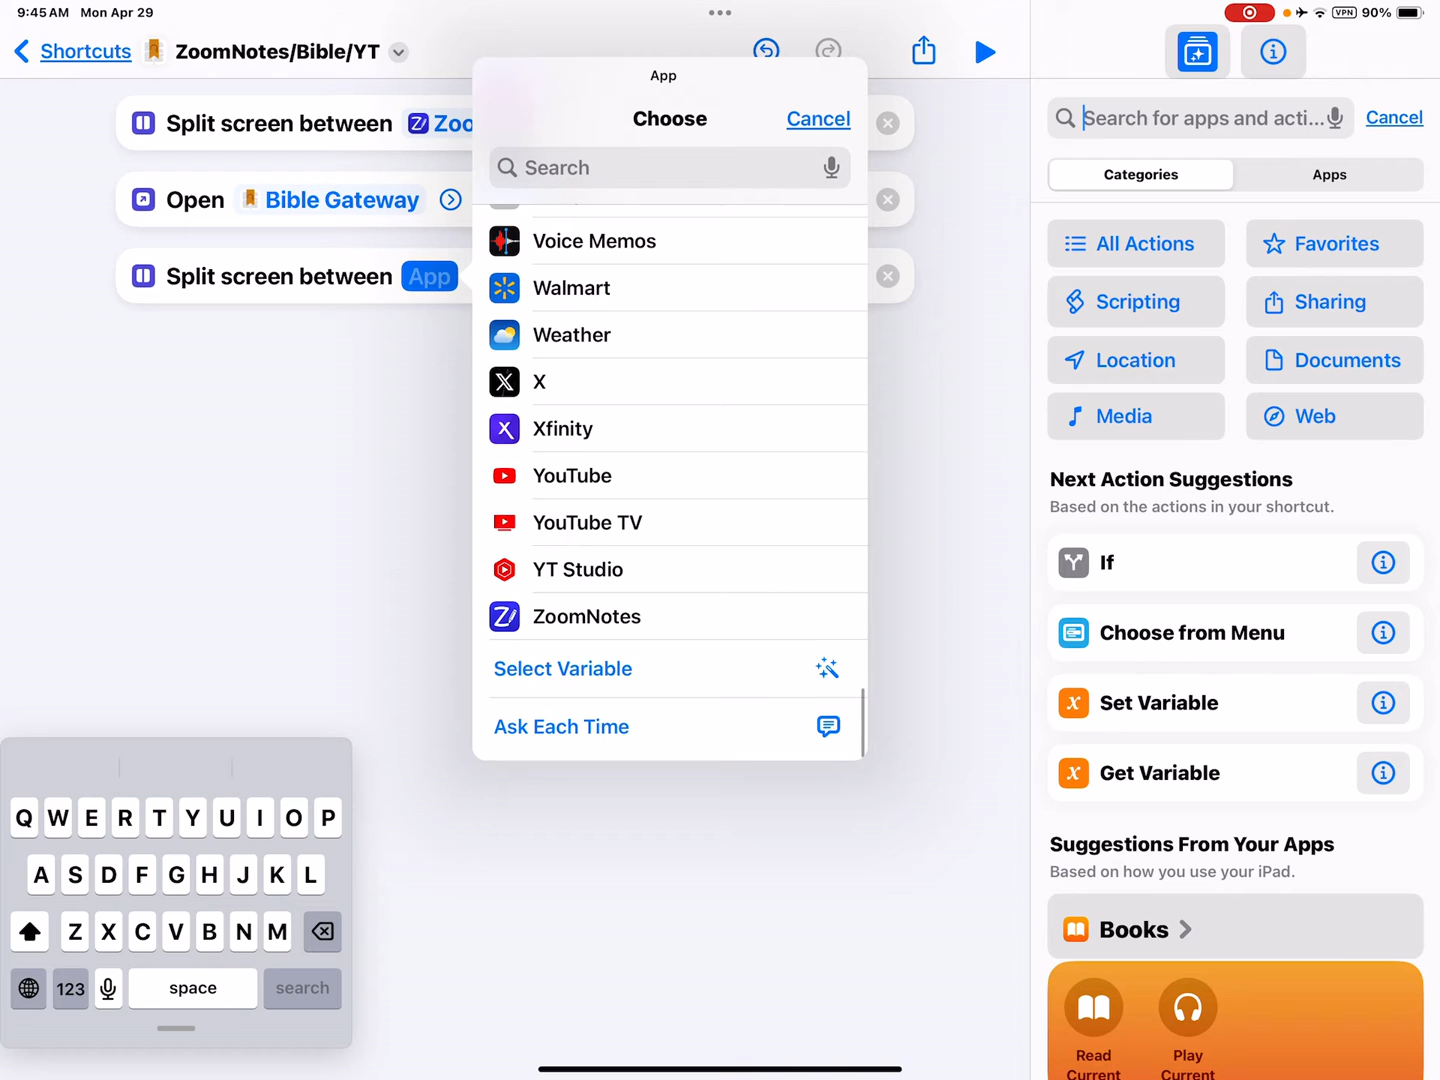 9:45 AM Mon Apr 29
VPN 90%
Shortcuts ZoomNotes/Bible/YT
Split screen between Zoo
Open Bible Gateway
Split screen between App
App
Choose Cancel
Search
Voice Memos
Walmart
Weather
X
Xfinity
YouTube
YouTube TV
YT Studio
ZoomNotes
Select Variable
Ask Each Time
Search for apps and acti... Cancel
Categories Apps
All Actions Favorites
Scripting Sharing
Location Documents
Media Web
Next Action Suggestions
Based on the actions in your shortcut.
If
Choose from Menu
Set Variable
Get Variable
Suggestions From Your Apps
Based on how you use your iPad.
Books
Read Play
Current Current
Q W E R T Y U I O P
A S D F G H J K L
Z X C V B N M
123 space search